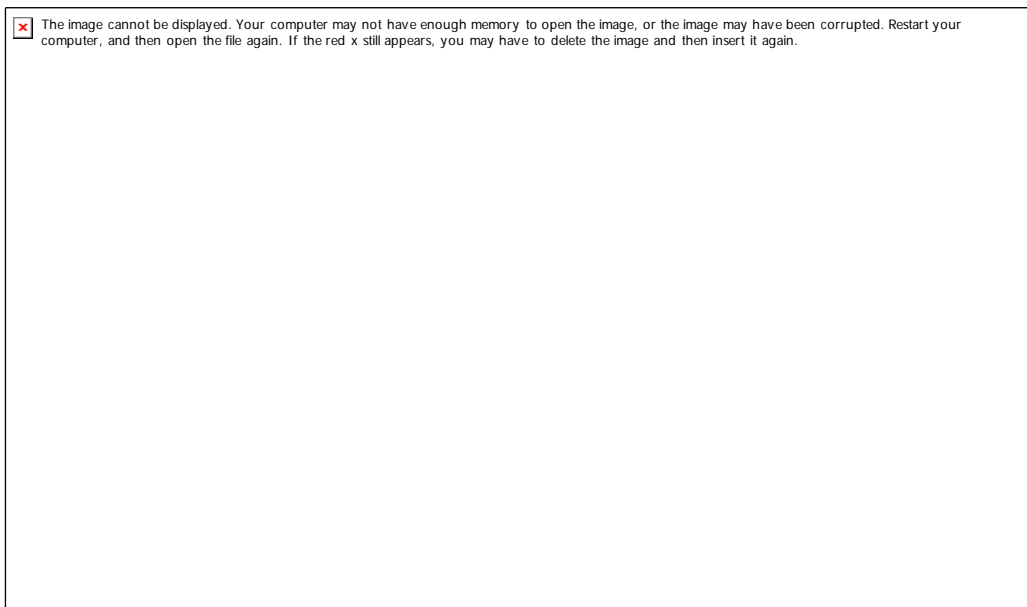 The image cannot be displayed. Your computer may not have enough memory to open the image, or the image may have been corrupted. Restart your
computer, and then open the file again. If the red x still appears, you may have to delete the image and then insert it again.